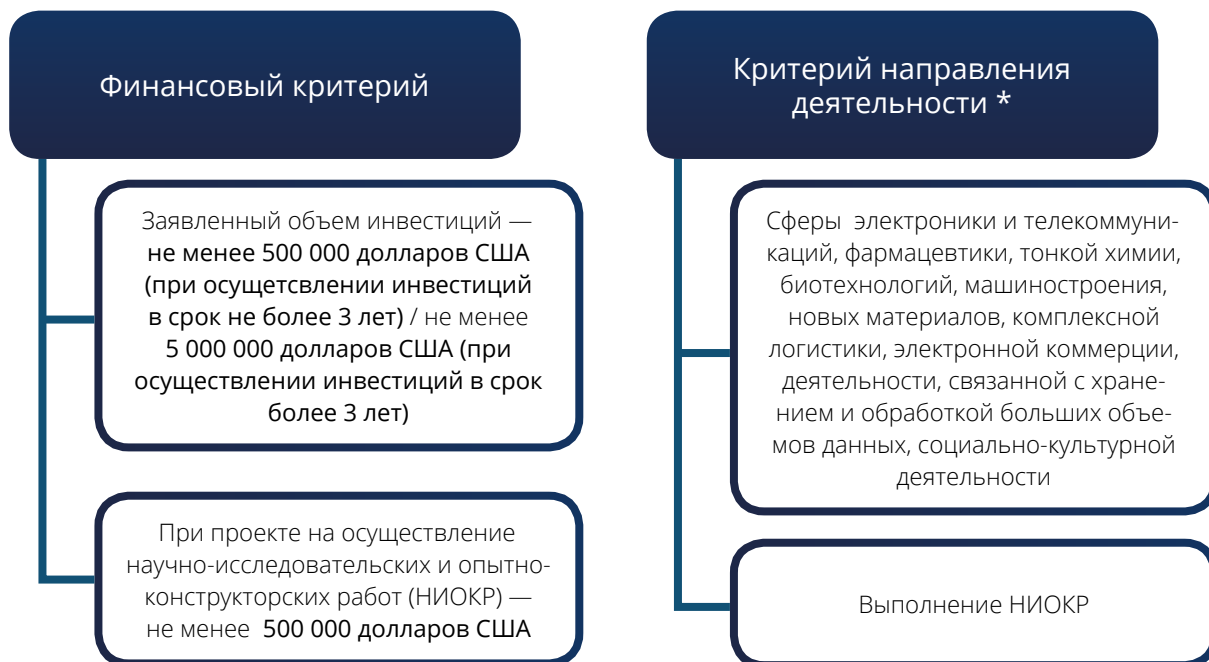 Финансовый критерий
Заявленный объем инвестиций —
не менее 500 000 долларов США
(при осущетсвлении инвестиций
в срок не более 3 лет) / не менее
5 000 000 долларов США (при
осуществлении инвестиций в срок
более 3 лет)
При проекте на осуществление
научно-исследовательских и опытно-
конструкторских работ (НИОКР) —
не менее 500 000 долларов США
Критерий направления
деятельности *
Сферы электроники и телекоммуни-
каций, фармацевтики, тонкой химии,
биотехнологий, машиностроения,
новых материалов, комплексной
логистики, электронной коммерции,
деятельности, связанной с хране-
нием и обработкой больших объе-
мов данных, социально-культурной
деятельности
Выполнение НИОКР